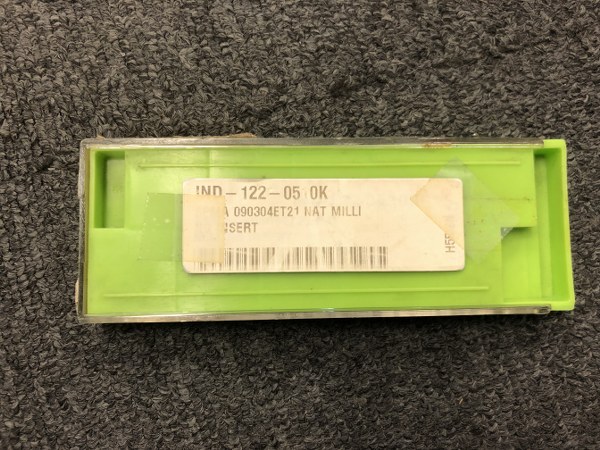 IND-122-05 0K
A 090304ET21 NAT MILLI
NSERT